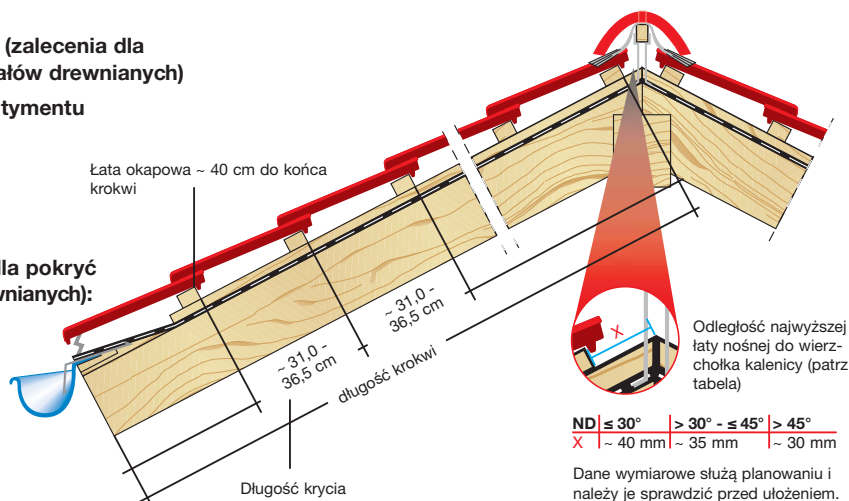 (zalecenia dla
ałów drewnianych)
tymentu
Łata okapowa ~ 40 cm do końca
krokwi
dla pokryć
wnianych):
~ 31,0 -
36,5 cm
~ 31,0 -
36,5 cm
długość krokwi
Długość krycia
X
Odległość najwyższej
łaty nośnej do wierz-
chołka kalenicy (patrz
tabela)
ND ≤ 30° > 30° - ≤ 45° > 45°
X ~ 40 mm ~ 35 mm ~ 30 mm
Dane wymiarowe służą planowaniu i
należy je sprawdzić przed ułożeniem.